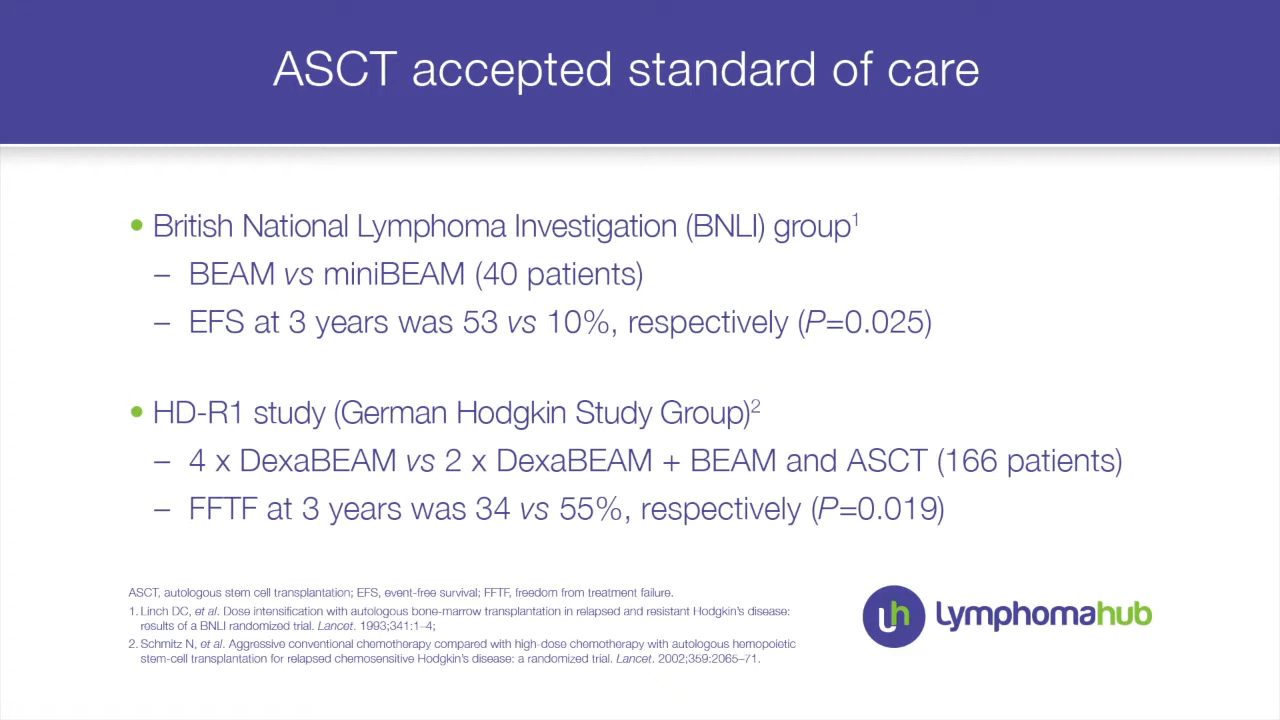 ASCT accepted standard of care
• British National Lymphoma Investigation (BNLI) group1
– BEAM vs miniBEAM (40 patients)
– EFS at 3 years was 53 vs 10%, respectively (P=0.025)
• HD-R1 study (German Hodgkin Study Group)2
– 4 x DexaBEAM vs 2 x DexaBEAM + BEAM and ASCT (166 patients)
– FFTF at 3 years was 34 vs 55%, respectively (P=0.019)
ASCT, autologous stem cell transplantation; EFS, event-free survival; FFTF, freedom from treatment failure.
1. Linch DC, et al. Dose intensification with autologous bone-marrow transplantation in relapsed and resistant Hodgkin's disease:
results of a BNLI randomized trial. Lancet. 1993;341:1–4;
2. Schmitz N, et al. Aggressive conventional chemotherapy compared with high-dose chemotherapy with autologous hemopoietic
stem-cell transplantation for relapsed chemosensitive Hodgkin's disease: a randomized trial. Lancet. 2002;359:2065–71.
lh Lymphomahub